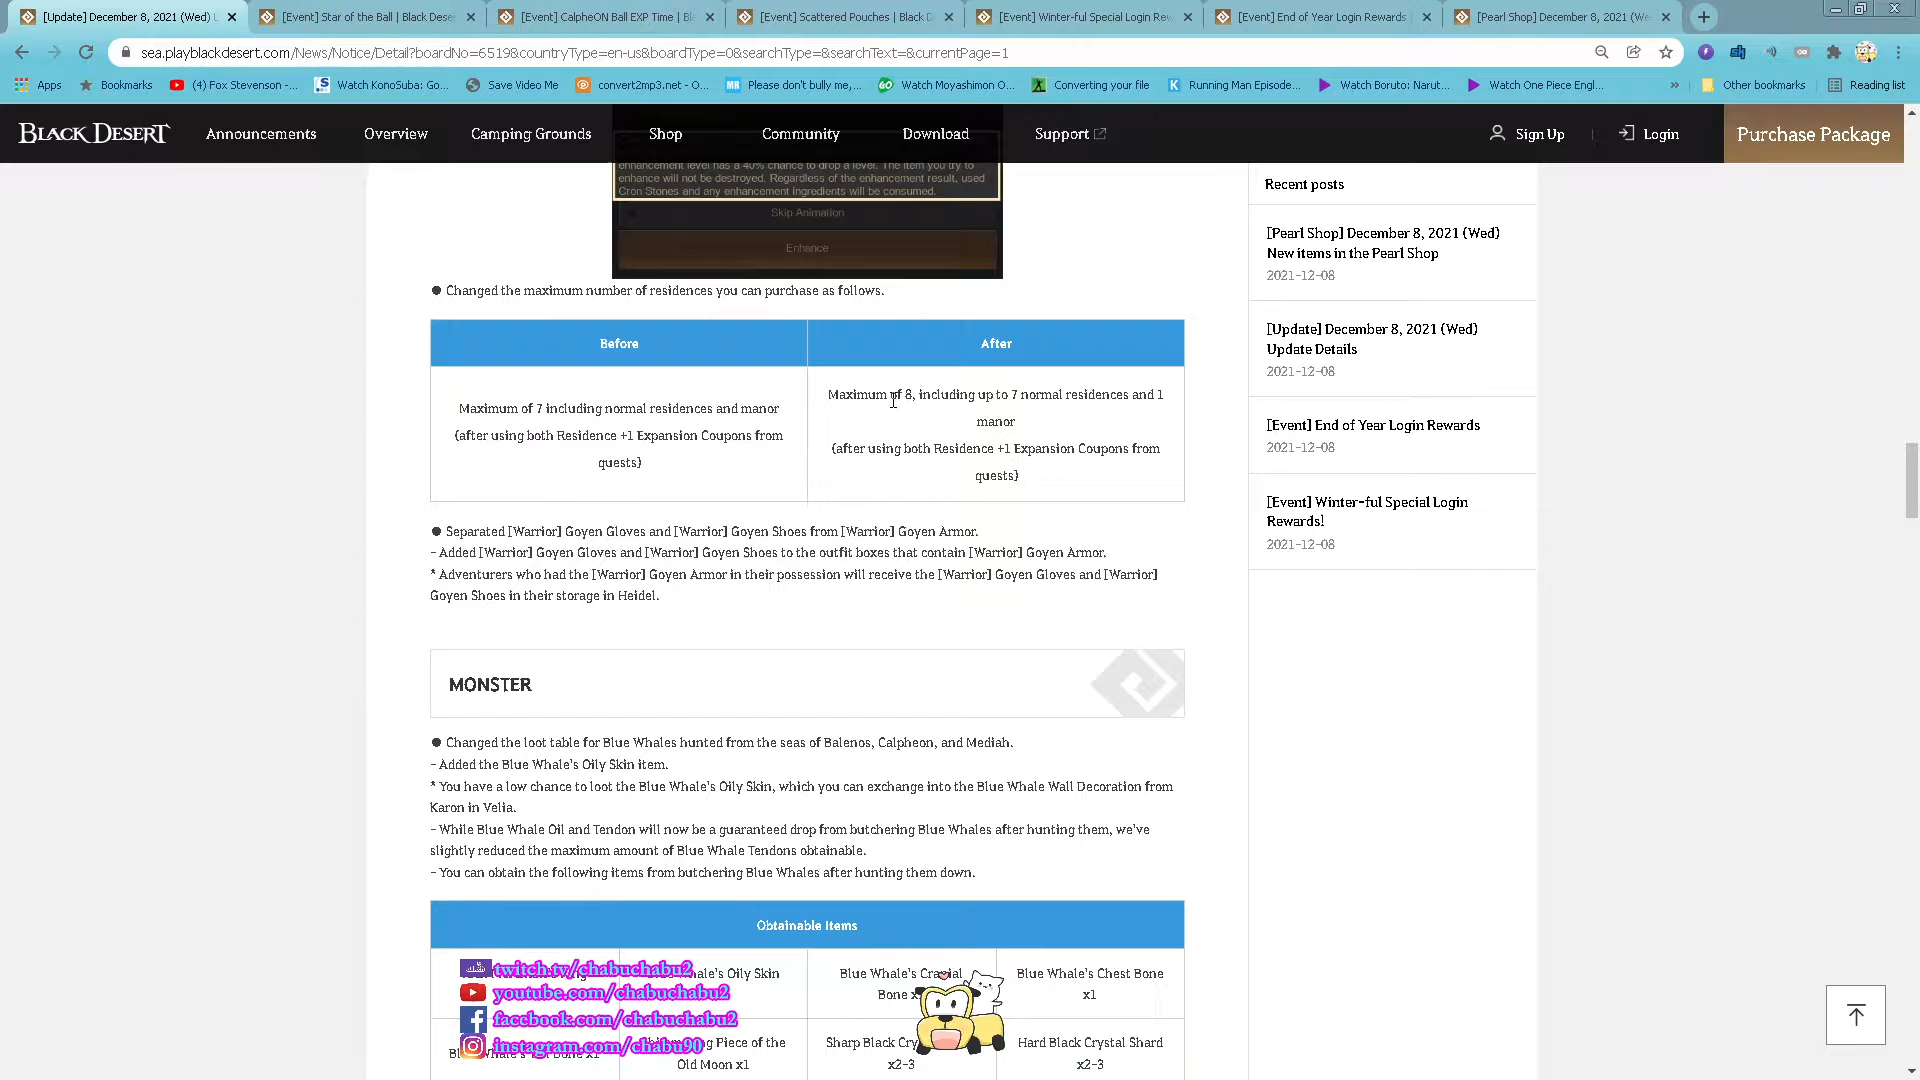 [Update] December 8, 2021 (Wed)
[Event] Star of the Ball | Black Dese
[Event] CalpheON Ball EXP Time | Bl
[Event] Scattered Pouches | Black D
[Event] Winter-ful Special Login Rew
[Event] End of Year Login Rewards
[Pearl Shop] December 8, 2021 (We
sea.playblackdesert.com/News/Notice/Detail?boardNo=6519&countryType=en-us&boardType=0&searchType=&searchText=&currentPage=1
Apps
Bookmarks
(4) Fox Stevenson -...
Watch KonoSuba: Go...
Save Video Me
convert2mp3.net - O...
Please don't bully me,...
Watch Moyashimon O...
Converting your file
Running Man Episode...
Watch Boruto: Narut...
Watch One Piece Engl...
»
Other bookmarks
Reading list
BLACK DESERT
Announcements
Overview
Camping Grounds
Shop
Community
Download
Support
Sign Up
Login
Purchase Package
enhancement level has a 40% chance to drop a level. The item you try to
enhance will not be destroyed. Regardless of the enhancement result, used
Cron Stones and any enhancement ingredients will be consumed.
Skip Animation
Enhance
● Changed the maximum number of residences you can purchase as follows.
Before
After
Maximum of 7 including normal residences and manor
(after using both Residence +1 Expansion Coupons from
quests)
Maximum of 8, including up to 7 normal residences and 1
manor
(after using both Residence +1 Expansion Coupons from
quests)
● Separated [Warrior] Goyen Gloves and [Warrior] Goyen Shoes from [Warrior] Goyen Armor.
- Added [Warrior] Goyen Gloves and [Warrior] Goyen Shoes to the outfit boxes that contain [Warrior] Goyen Armor.
* Adventurers who had the [Warrior] Goyen Armor in their possession will receive the [Warrior] Goyen Gloves and [Warrior]
Goyen Shoes in their storage in Heidel.
MONSTER
● Changed the loot table for Blue Whales hunted from the seas of Balenos, Calpheon, and Mediah.
- Added the Blue Whale's Oily Skin item.
* You have a low chance to loot the Blue Whale's Oily Skin, which you can exchange into the Blue Whale Wall Decoration from
Karon in Velia.
- While Blue Whale Oil and Tendon will now be a guaranteed drop from butchering Blue Whales after hunting them, we've
slightly reduced the maximum amount of Blue Whale Tendons obtainable.
- You can obtain the following items from butchering Blue Whales after hunting them down.
Obtainable Items
Oily Skin
Blue Whale's Cranial
Bone
Blue Whale's Chest Bone
x1
Piece of the
Old Moon x1
Sharp Black
x2-3
Hard Black Crystal Shard
x2-3
twitch.tv/chabuchabu2
youtube.com/chabuchabu2
facebook.com/chabuchabu2
instagram.com/chabu90
Recent posts
[Pearl Shop] December 8, 2021 (Wed)
New items in the Pearl Shop
2021-12-08
[Update] December 8, 2021 (Wed)
Update Details
2021-12-08
[Event] End of Year Login Rewards
2021-12-08
[Event] Winter-ful Special Login
Rewards!
2021-12-08